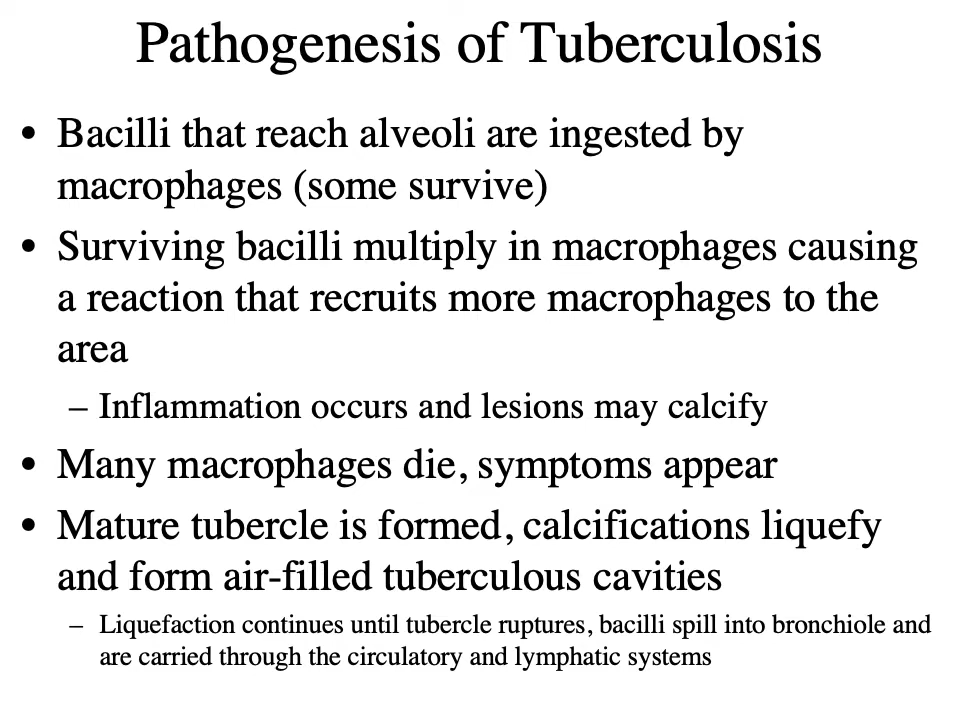 Pathogenesis of Tuberculosis
• Bacilli that reach alveoli are ingested by
macrophages (some survive)
• Surviving bacilli multiply in macrophages causing
a reaction that recruits more macrophages to the
area
– Inflammation occurs and lesions may calcify
• Many macrophages die, symptoms appear
• Mature tubercle is formed, calcifications liquefy
and form air-filled tuberculous cavities
– Liquefaction continues until tubercle ruptures, bacilli spill into bronchiole and
are carried through the circulatory and lymphatic systems